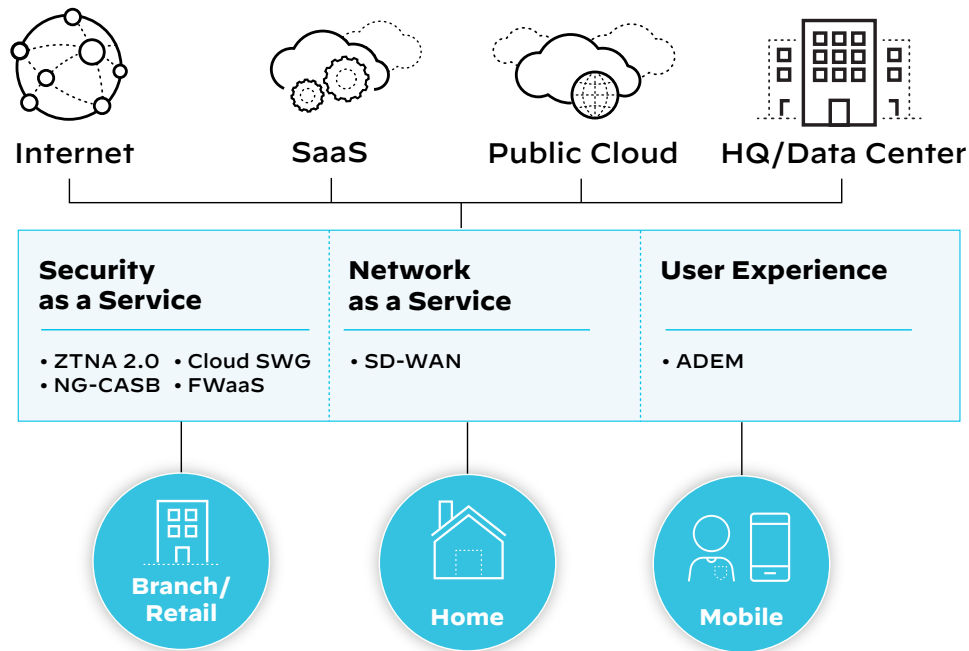 Internet
SaaS
Public Cloud
HQ/Data Center
Security
as a Service
• ZTNA 2.0 • Cloud SWG
• NG-CASB • FWaaS
Network
as a Service
• SD-WAN
User Experience
• ADEM
Branch/
Retail
Home
Mobile